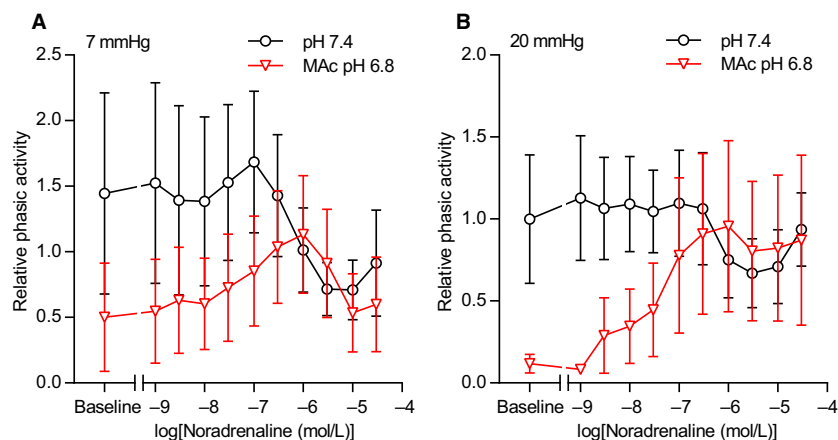 A
7 mmHg
pH 7.4
MAc pH 6.8
Relative phasic activity
2.5
2.0
1.5
1.0
0.5
0.0
Baseline
−9
−8
−7
−6
−5
−4
log[Noradrenaline (mol/L)]
B
20 mmHg
pH 7.4
MAc pH 6.8
Relative phasic activity
2.0
1.5
1.0
0.5
0.0
Baseline
−9
−8
−7
−6
−5
−4
log[Noradrenaline (mol/L)]